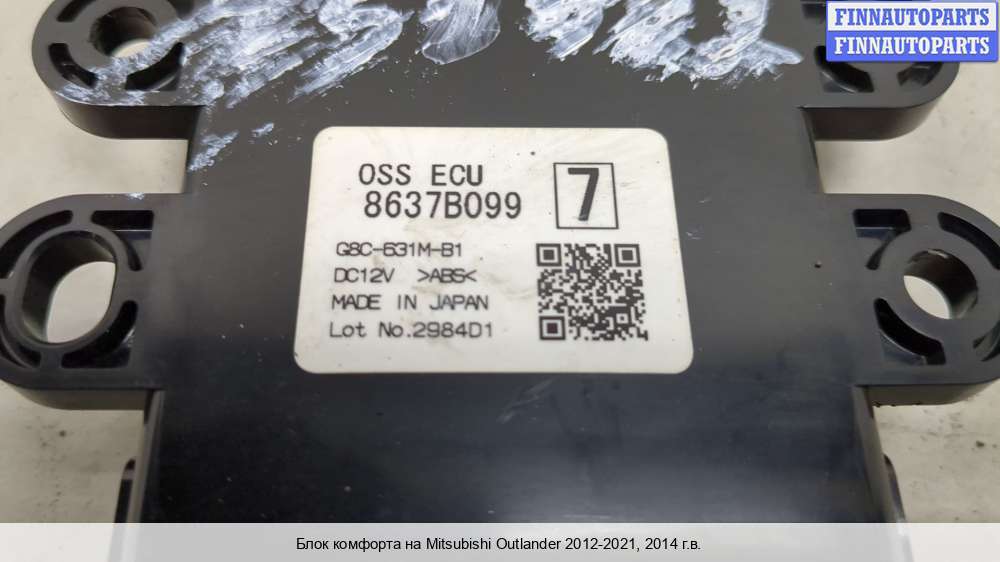 FINNAUTOPARTS
FINNAUTOPARTS
OSS ECU
8637B099
7
G8C-631M-B1
DC12V >ABS<
MADE IN JAPAN
Lot No.2984D1
Блок комфорта на Mitsubishi Outlander 2012-2021, 2014 г.в.